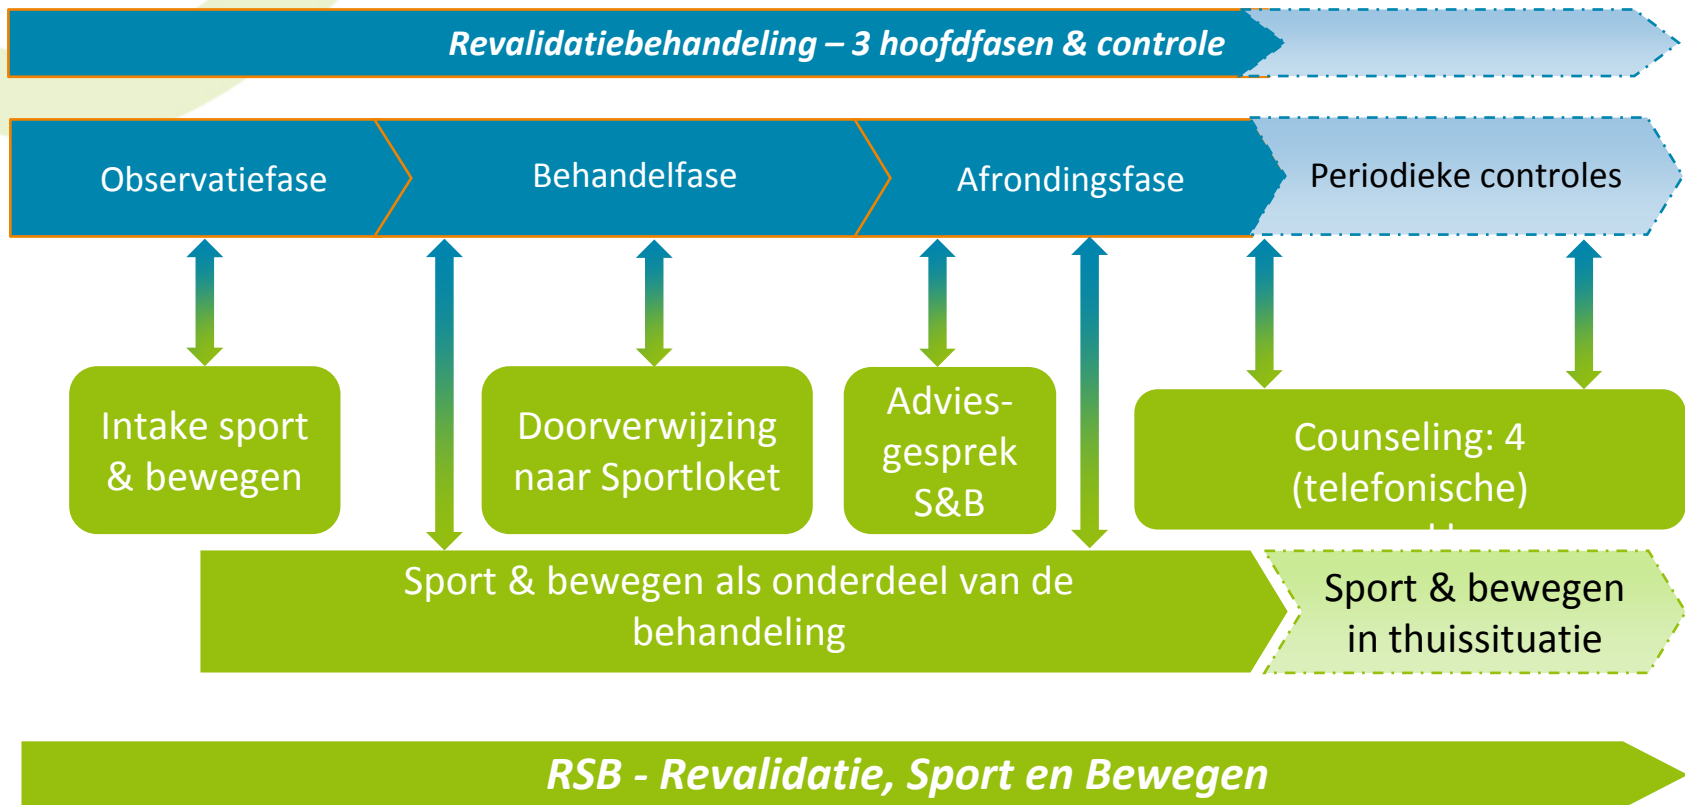 Revalidatiebehandeling – 3 hoofdfasen & controle
Observatiefase
Behandelfase
Afrondingsfase
Periodieke controles
Intake sport
& bewegen
Doorverwijzing
naar Sportloket
Advies-
gesprek
S&B
Counseling: 4
(telefonische)
Sport & bewegen als onderdeel van de
behandeling
Sport & bewegen
in thuissituatie
RSB - Revalidatie, Sport en Bewegen